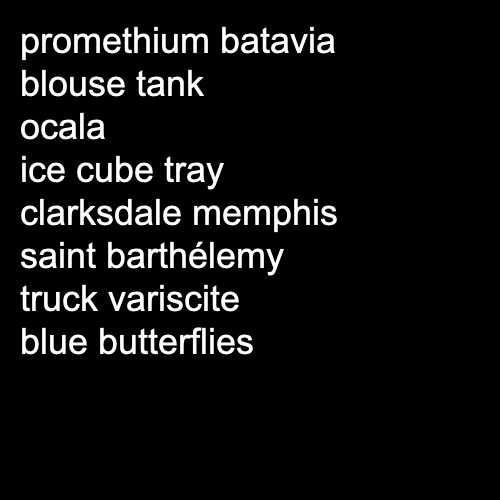 promethium batavia
blouse tank
ocala
ice cube tray
clarksdale memphis
saint barthélemy
truck variscite
blue butterflies